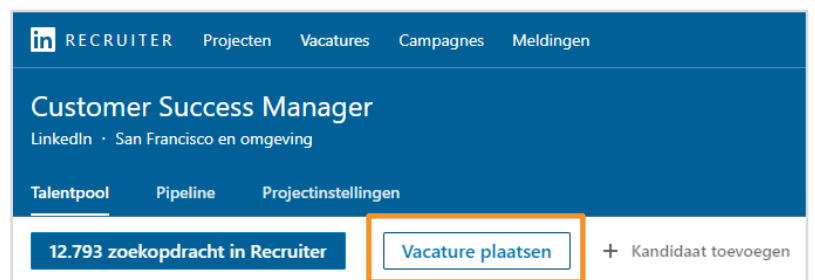 in RECRUITER Projecten Vacatures Campagnes Meldingen
Customer Success Manager
LinkedIn · San Francisco en omgeving
Talentpool Pipeline Projectinstellingen
12.793 zoekopdracht in Recruiter Vacature plaatsen + Kandidaat toevoegen